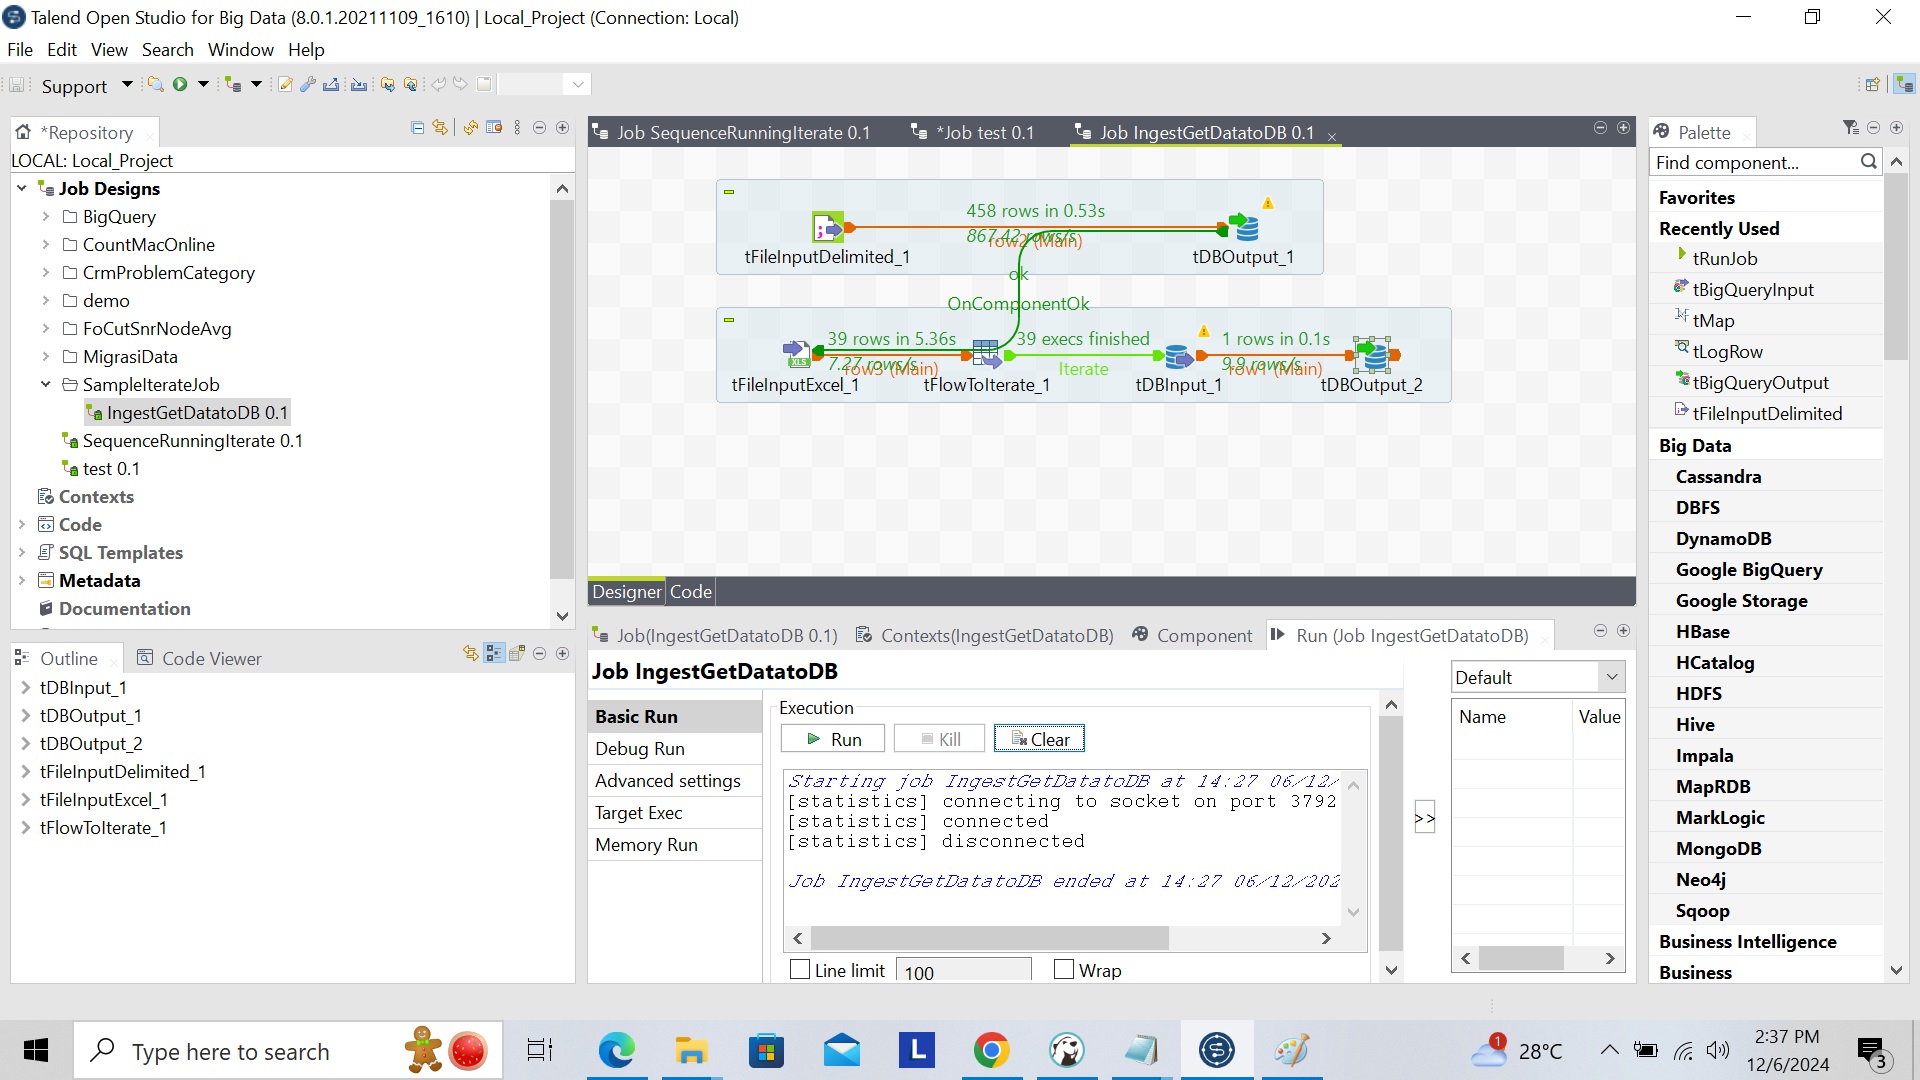 Talend Open Studio for Big Data (8.0.1.20211109_1610) | Local_Project (Connection: Local)
File Edit View Search Window Help
Support
*Repository
LOCAL: Local_Project
Job Designs
BigQuery
CountMacOnline
CrmProblemCategory
demo
FoCutSnrNodeAvg
MigrasiData
SampleIterateJob
IngestGetDatatoDB 0.1
SequenceRunningIterate 0.1
test 0.1
Contexts
Code
SQL Templates
Metadata
Documentation
Outline
Code Viewer
tDBInput_1
tDBOutput_1
tDBOutput_2
tFileInputDelimited_1
tFileInputExcel_1
tFlowToIterate_1
Job SequenceRunningIterate 0.1
*Job test 0.1
Job IngestGetDatatoDB 0.1
458 rows in 0.53s
867.42 rows/s
row2 (Main)
tFileInputDelimited_1
tDBOutput_1
ok
OnComponentOk
39 rows in 5.36s
7.27 rows/s
row3 (Main)
39 execs finished
Iterate
1 rows in 0.1s
9.9 rows/s
row1 (Main)
XLS
tFileInputExcel_1
tFlowToIterate_1
tDBInput_1
tDBOutput_2
Designer
Code
Job(IngestGetDatatoDB 0.1)
Contexts(IngestGetDatatoDB)
Component
Run (Job IngestGetDatatoDB)
Job IngestGetDatatoDB
Basic Run
Debug Run
Advanced settings
Target Exec
Memory Run
Execution
Run
Kill
Clear
Starting job IngestGetDatatoDB at 14:27 06/12/
[statistics] connecting to socket on port 3792
[statistics] connected
[statistics] disconnected
Job IngestGetDatatoDB ended at 14:27 06/12/202
Line limit
100
Wrap
>>
Default
Name
Value
Palette
Find component...
Favorites
Recently Used
tRunJob
tBigQueryInput
tMap
tLogRow
tBigQueryOutput
tFileInputDelimited
Big Data
Cassandra
DBFS
DynamoDB
Google BigQuery
Google Storage
HBase
HCatalog
HDFS
Hive
Impala
MapRDB
MarkLogic
MongoDB
Neo4j
Sqoop
Business Intelligence
Business
Type here to search
L
1
28°C
2:37 PM
12/6/2024
3